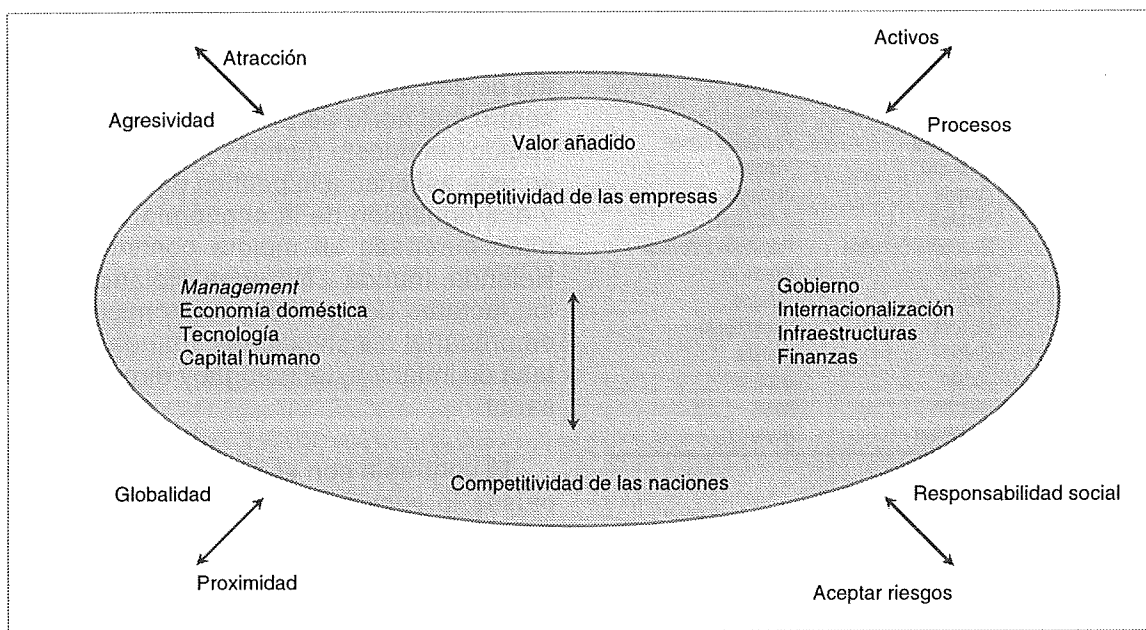 Atracción
Activos
Agresividad
Procesos
Valor añadido
Competitividad de las empresas
Management
Economía doméstica
Tecnología
Capital humano
Gobierno
Internacionalización
Infraestructuras
Finanzas
Competitividad de las naciones
Globalidad
Responsabilidad social
Proximidad
Aceptar riesgos